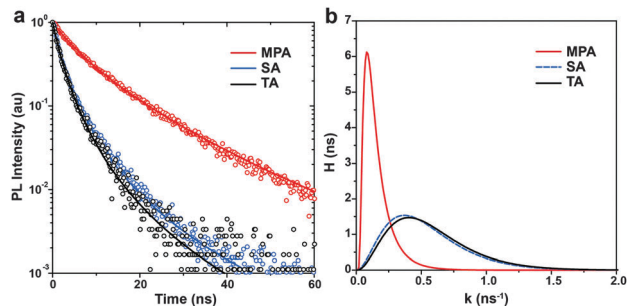 a
10⁰
10⁻¹
10⁻²
10⁻³
PL Intensity (au)
0 20 40 60
Time (ns)
MPA
SA
TA
b
7
6
5
4
3
2
1
0
H (ns)
0.0 0.5 1.0 1.5 2.0
k (ns⁻¹)
MPA
SA
TA